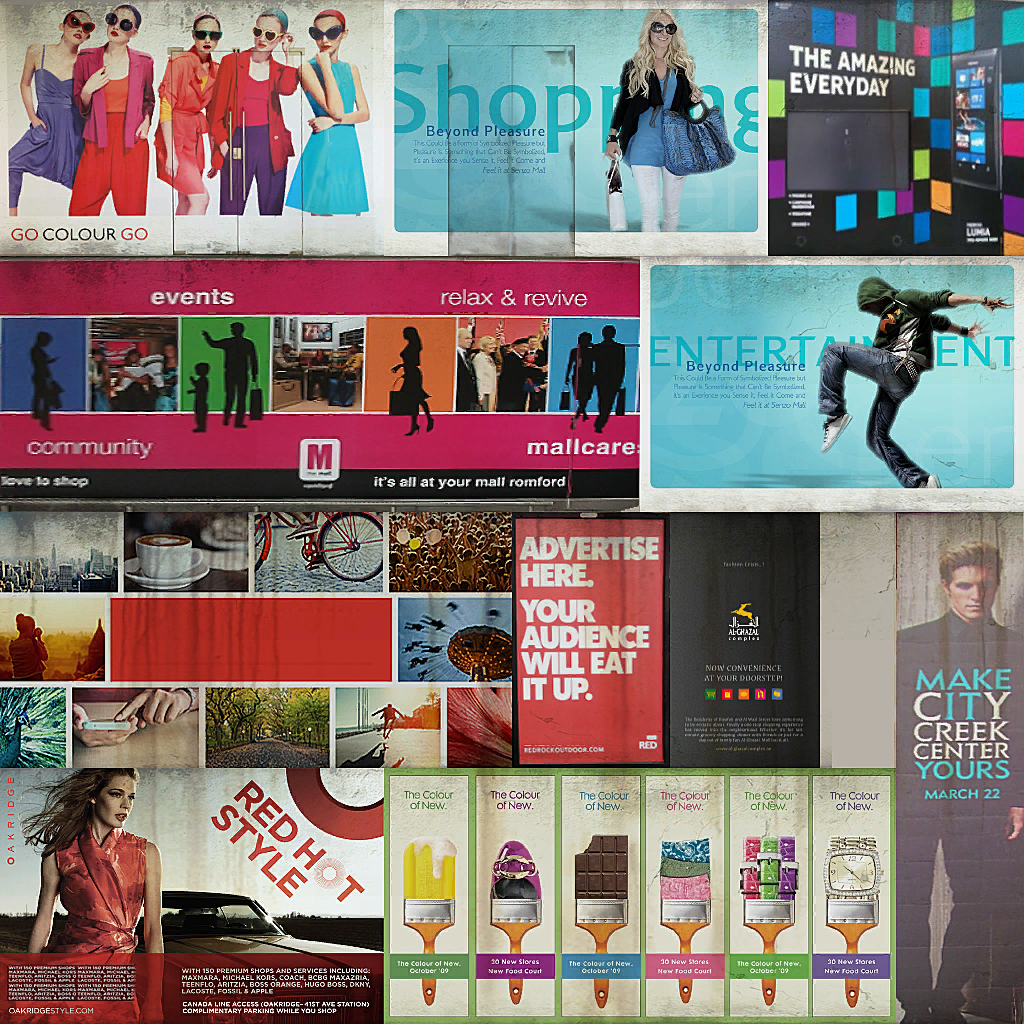 GO COLOUR GO
Shopping
Beyond Pleasure
This Could Be a Form of Symbolized Pleasure but
Pleasure is Something that Can't Be Symbolized,
it's an Exerience you Sense it, Feel it Come and
Feel it at Senzo Mall
THE AMAZING
EVERYDAY
LUMIA
events
relax & revive
community
mallcares
M
love to shop
it's all at your mall romford
ENTERTAINMENT
Beyond Pleasure
This Could Be a Form of Symbolized Pleasure but
Pleasure is Something that Can't Be Symbolized,
it's an Exerience you Sense it, Feel it Come and
Feel it at Senzo Mall
ADVERTISE
HERE.
YOUR
AUDIENCE
WILL EAT
IT UP.
REDROCKOUTDOOR.COM
RED
Fashion Crisis..!
الغزال
AL-GHAZAL
complex
NOW CONVENIENCE
AT YOUR DOORSTEP!
MAKE
CITY
CREEK
CENTER
YOURS
MARCH 22
OAKRIDGE
RED HOT
STYLE
WITH 150 PREMIUM SHOPS WITH 150 PREMIUM SHOPS
WITH 150 PREMIUM SHOPS AND SERVICES INCLUDING:
MAXMARA, MICHAEL KORS, COACH, BCBG MAXAZRIA,
TEENFLO, ARITZIA, BOSS ORANGE, HUGO BOSS, DKNY,
LACOSTE, FOSSIL & APPLE
CANADA LINE ACCESS (OAKRIDGE- 41ST AVE STATION)
COMPLIMENTARY PARKING WHILE YOU SHOP
OAKRIDGESTYLE.COM
The Colour
of New.
The Colour
of New.
The Colour
of New.
The Colour
of New.
The Colour
of New.
The Colour
of New.
The Colour of New.
October '09
30 New Stores
New Food Court
The Colour of New.
October '09
30 New Stores
New Food Court
The Colour of New.
October '09
30 New Stores
New Food Court